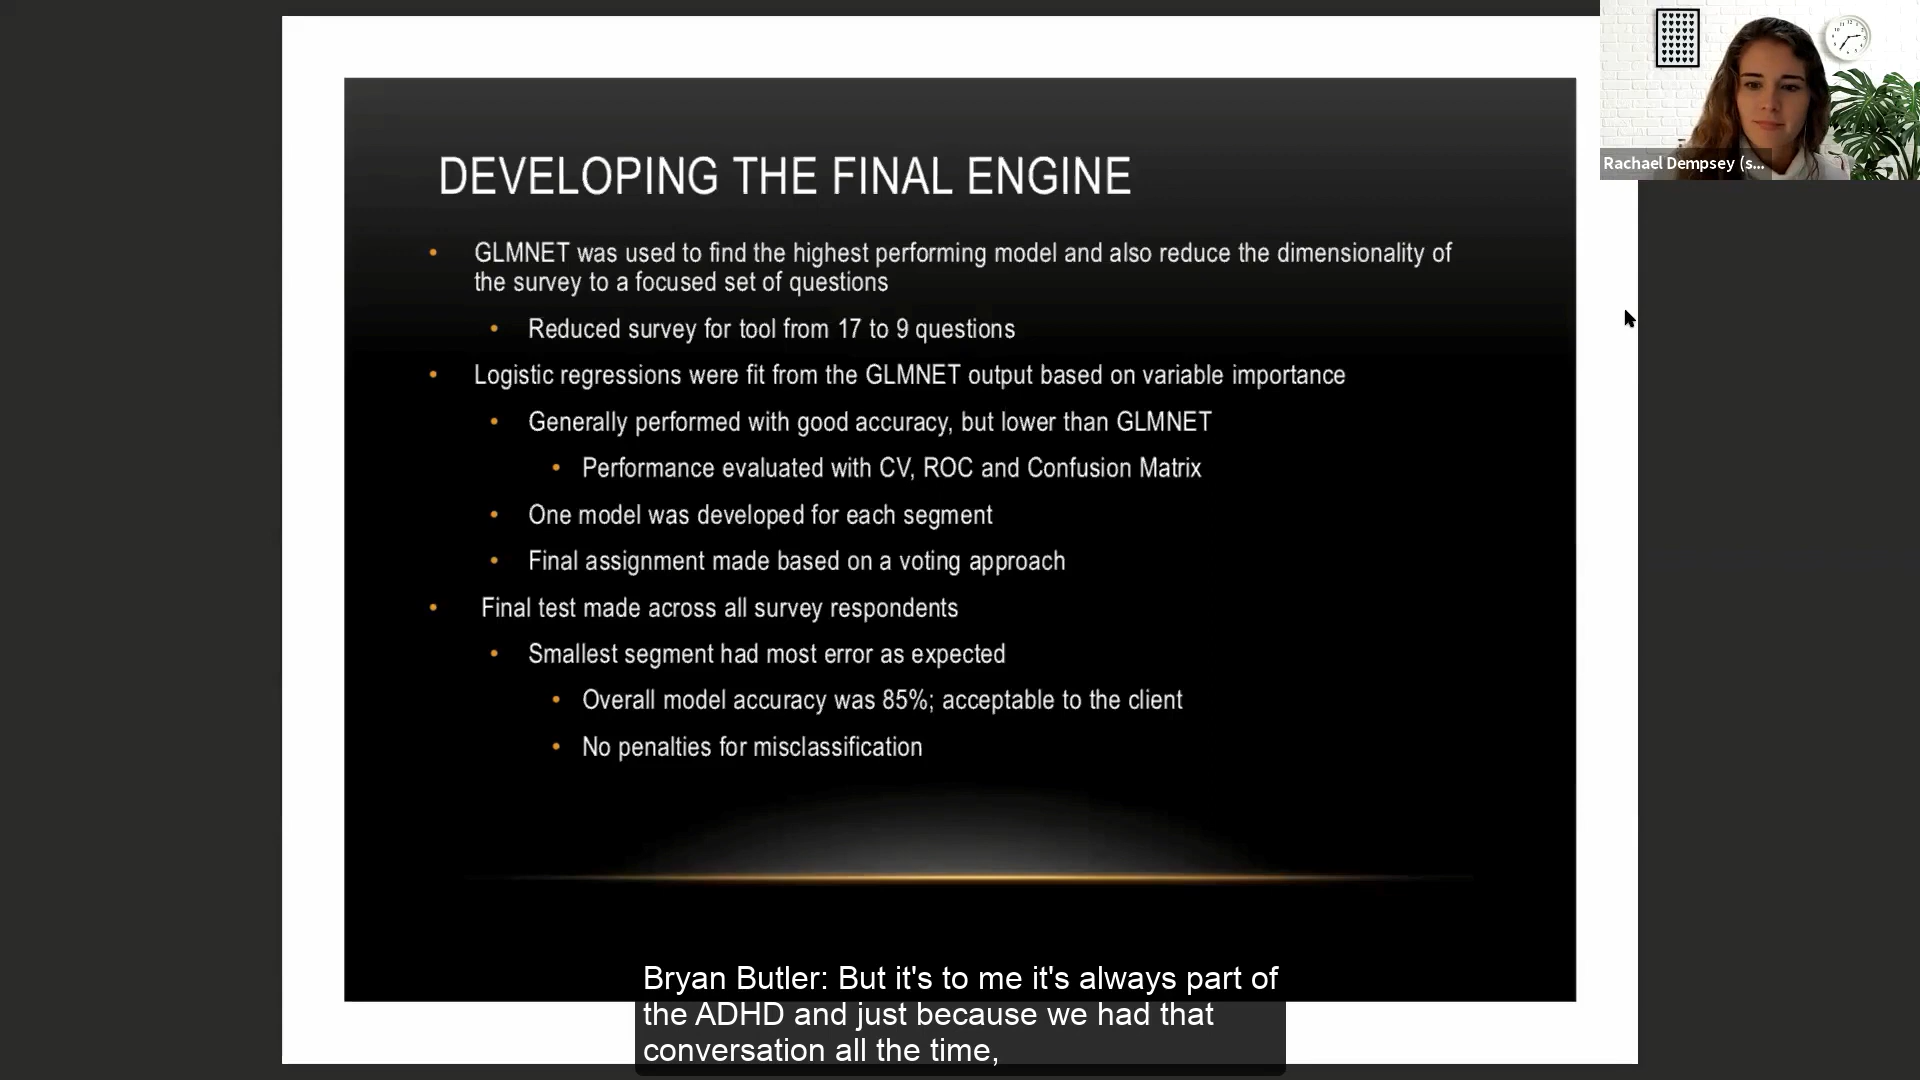 DEVELOPING THE FINAL ENGINE
• GLMNET was used to find the highest performing model and also reduce the dimensionality of
the survey to a focused set of questions
• Reduced survey for tool from 17 to 9 questions
• Logistic regressions were fit from the GLMNET output based on variable importance
• Generally performed with good accuracy, but lower than GLMNET
• Performance evaluated with CV, ROC and Confusion Matrix
• One model was developed for each segment
• Final assignment made based on a voting approach
• Final test made across all survey respondents
• Smallest segment had most error as expected
• Overall model accuracy was 85%; acceptable to the client
• No penalties for misclassification
Rachael Dempsey (s...
Bryan Butler: But it's to me it's always part of
the ADHD and just because we had that
conversation all the time,